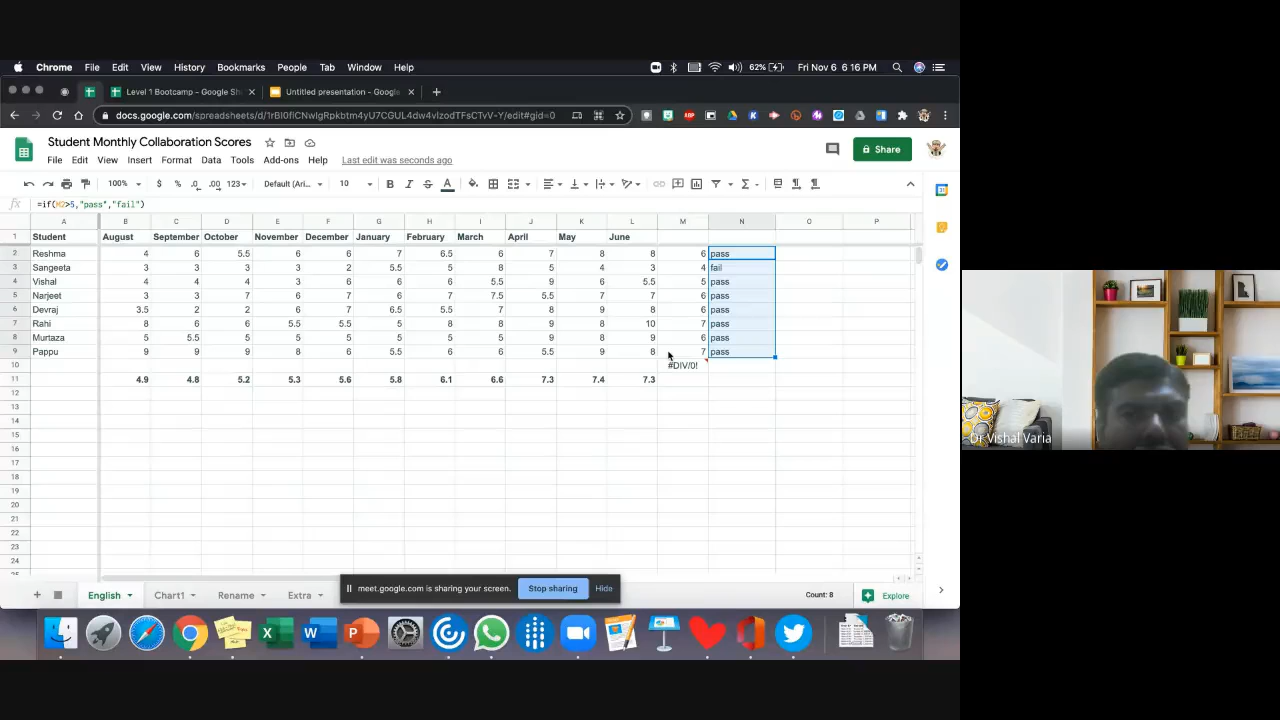 Chrome File Edit View History Bookmarks People Tab Window Help 62% Fri Nov 6 6:16 PM
Level 1 Bootcamp - Google Sh Untitled presentation - Google
Student Monthly Collaboration Scores
File Edit View Insert Format Data Tools Add-ons Help Last edit was seconds ago
Share
100% $ % .0 .00 123 Default (Ari... 10 B I S A
fx =if(M2>5,"pass","fail")
A B C D E F G H I J K L M N O P
1 Student August September October November December January February March April May June
2 Reshma 4 6 5.5 6 6 7 6.5 6 7 8 8 6 pass
3 Sangeeta 3 3 3 3 2 5.5 5 8 5 4 3 4 fail
4 Vishal 4 4 4 3 6 6 6 5.5 9 6 5.5 5 pass
5 Narjeet 3 3 7 6 7 6 7 7.5 5.5 7 7 6 pass
6 Devraj 3.5 2 2 6 7 6.5 5.5 7 8 9 8 6 pass
7 Rahi 8 6 6 5.5 5.5 5 8 8 9 8 10 7 pass
8 Murtaza 5 5.5 5 5 5 5 5 5 9 8 9 6 pass
9 Pappu 9 9 9 8 6 5.5 6 6 5.5 9 8 7 pass
10 #DIV/0!
11 4.9 4.8 5.2 5.3 5.6 5.8 6.1 6.6 7.3 7.4 7.3
12
13
14
15
16
17
18
19
20
21
22
23
24
meet.google.com is sharing your screen. Stop sharing Hide
English Chart1 Rename Extra Count: 8 Explore
Dr Vishal Varia